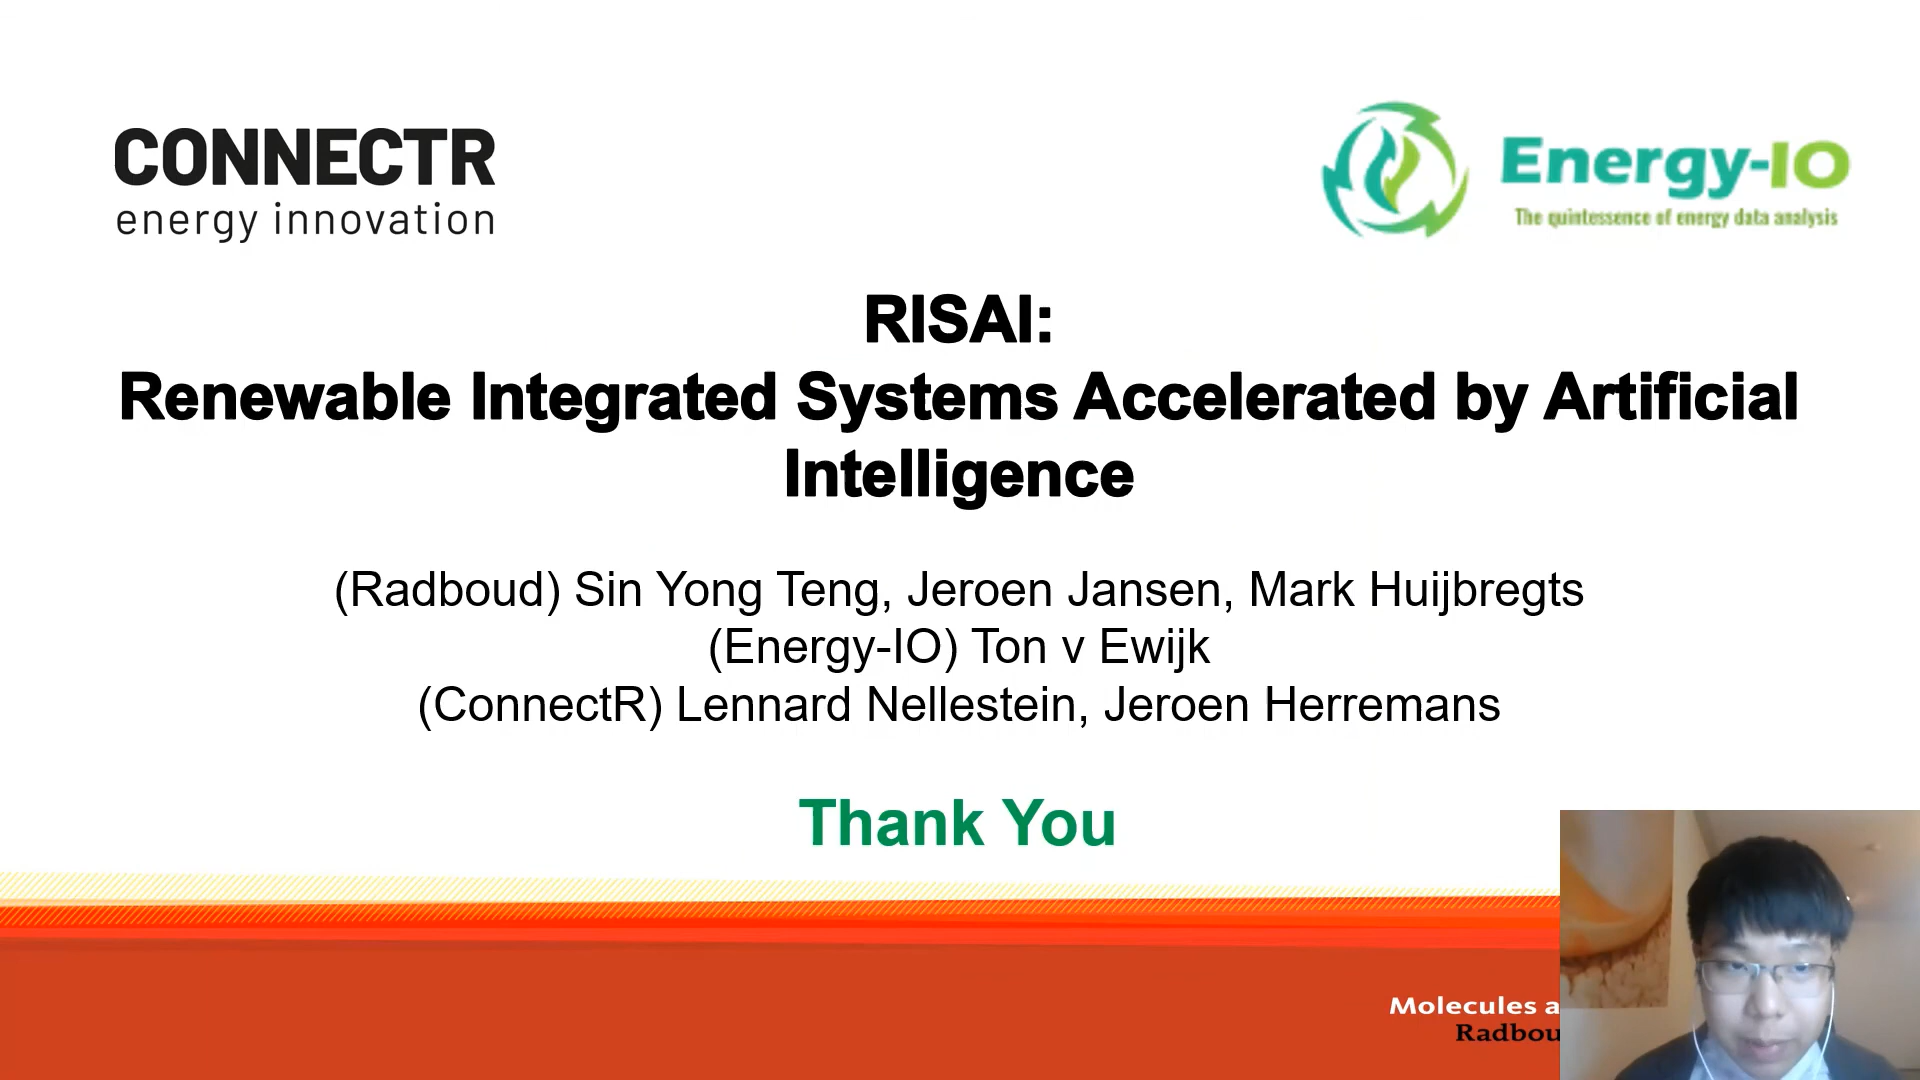 CONNECTR
energy innovation
Energy-IO
The quintessence of energy data analysis
RISAI:
Renewable Integrated Systems Accelerated by Artificial
Intelligence
(Radboud) Sin Yong Teng, Jeroen Jansen, Mark Huijbregts
(Energy-IO) Ton v Ewijk
(ConnectR) Lennard Nellestein, Jeroen Herremans
Thank You
Molecules a
Radbou